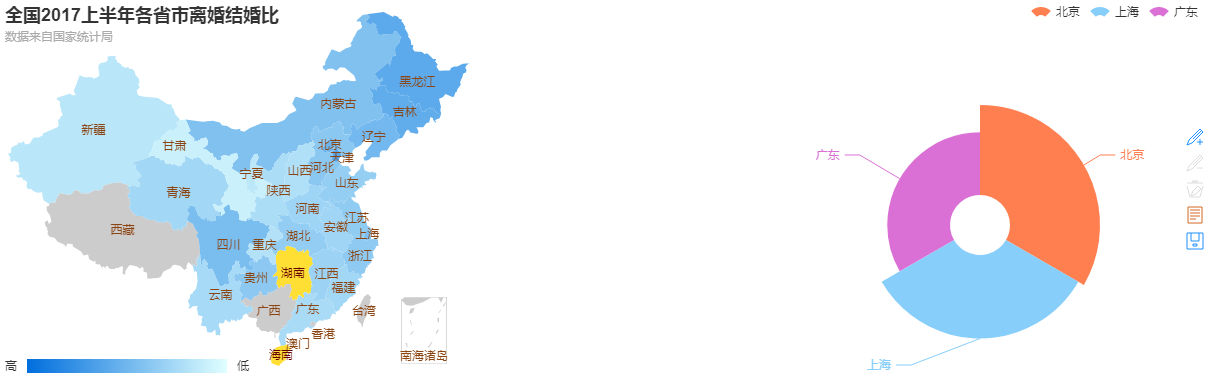 全国2017上半年各省市离婚结婚比
数据来自国家统计局
北京
上海
广东
黑龙江
内蒙古
吉林
新疆
辽宁
甘肃
北京
天津
宁夏
山西
河北
青海
陕西
山东
河南
西藏
江苏
安徽
上海
四川
重庆
湖北
浙江
贵州
湖南
江西
云南
福建
广西
广东
台湾
香港
澳门
海南
南海诸岛
高
低
广东
北京
上海